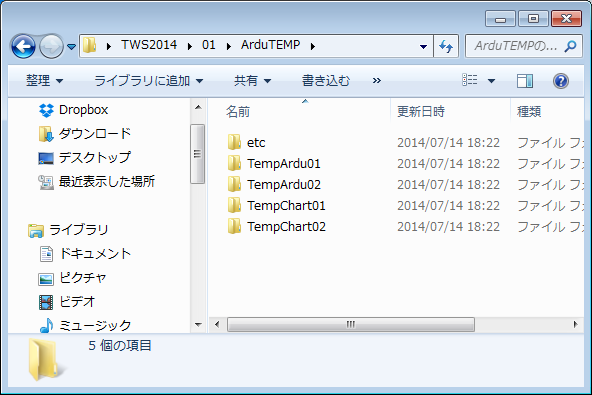 TWS2014 ▸ 01 ▸ ArduTEMP ▸
ArduTEMPの...
整理 ライブラリに追加 共有 書き込む »
Dropbox
ダウンロード
デスクトップ
最近表示した場所
ライブラリ
ドキュメント
ピクチャ
ビデオ
ミュージック
名前 更新日時 種類
etc 2014/07/14 18:22 ファイル フ
TempArdu01 2014/07/14 18:22 ファイル フ
TempArdu02 2014/07/14 18:22 ファイル フ
TempChart01 2014/07/14 18:22 ファイル フ
TempChart02 2014/07/14 18:22 ファイル フ
5 個の項目